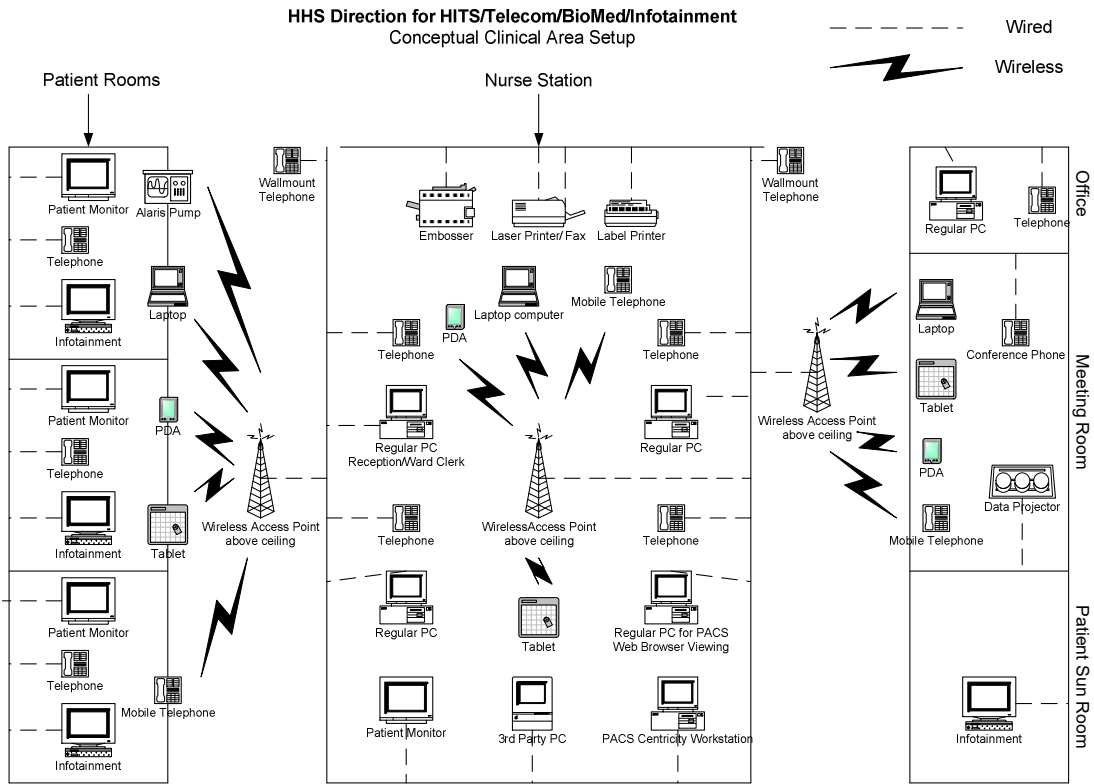 HHS Direction for HITS/Telecom/BioMed/Infotainment
Conceptual Clinical Area Setup
Wired
Wireless
Patient Rooms
Nurse Station
Patient Monitor
Alaris Pump
Telephone
Laptop
Infotainment
Patient Monitor
PDA
Telephone
Infotainment
Tablet
Patient Monitor
Telephone
Mobile Telephone
Infotainment
Wallmount
Telephone
Wireless Access Point
above ceiling
Embosser
Laser Printer/ Fax
Label Printer
PDA
Laptop computer
Mobile Telephone
Telephone
Telephone
Regular PC
Reception/Ward Clerk
Regular PC
Telephone
WirelessAccess Point
above ceiling
Telephone
Regular PC
Tablet
Regular PC for PACS
Web Browser Viewing
Patient Monitor
3rd Party PC
PACS Centricity Workstation
Wallmount
Telephone
Wireless Access Point
above ceiling
Regular PC
Telephone
Office
Laptop
Conference Phone
Tablet
PDA
Data Projector
Mobile Telephone
Meeting Room
Infotainment
Patient Sun Room